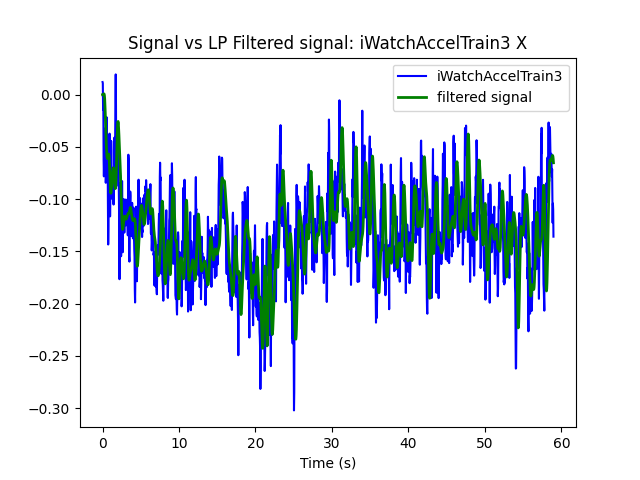 Signal vs LP Filtered signal: iWatchAccelTrain3 X
iWatchAccelTrain3
filtered signal
0.00
−0.05
−0.10
−0.15
−0.20
−0.25
−0.30
0 10 20 30 40 50 60
Time (s)